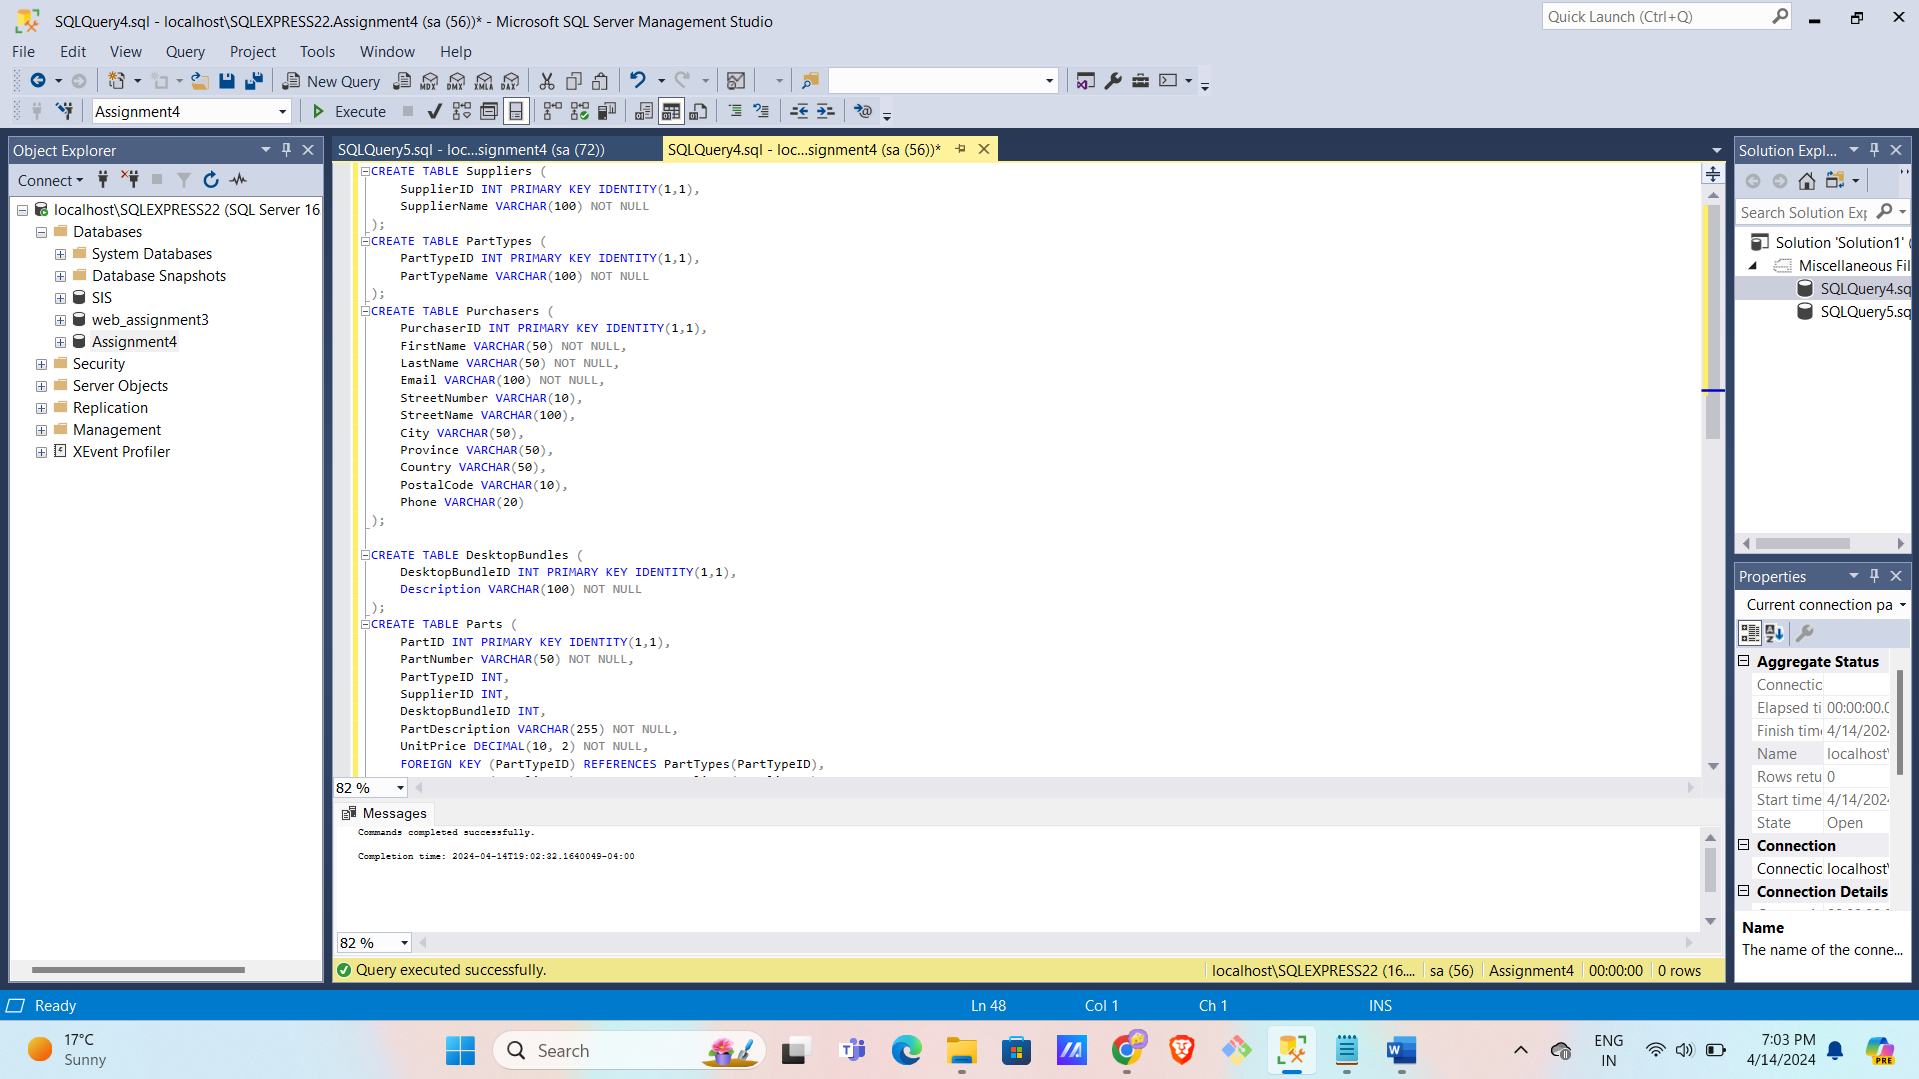 SQLQuery4.sql - localhost\SQLEXPRESS22.Assignment4 (sa (56))* - Microsoft SQL Server Management Studio
Quick Launch (Ctrl+Q)
File Edit View Query Project Tools Window Help
New Query
MDX DMX XMLA DAX
Assignment4
Execute
Object Explorer
Connect
localhost\SQLEXPRESS22 (SQL Server 16
Databases
System Databases
Database Snapshots
SIS
web_assignment3
Assignment4
Security
Server Objects
Replication
Management
XEvent Profiler
SQLQuery5.sql - loc...signment4 (sa (72))
SQLQuery4.sql - loc...signment4 (sa (56))*
CREATE TABLE Suppliers (
SupplierID INT PRIMARY KEY IDENTITY(1,1),
SupplierName VARCHAR(100) NOT NULL
);
CREATE TABLE PartTypes (
PartTypeID INT PRIMARY KEY IDENTITY(1,1),
PartTypeName VARCHAR(100) NOT NULL
);
CREATE TABLE Purchasers (
PurchaserID INT PRIMARY KEY IDENTITY(1,1),
FirstName VARCHAR(50) NOT NULL,
LastName VARCHAR(50) NOT NULL,
Email VARCHAR(100) NOT NULL,
StreetNumber VARCHAR(10),
StreetName VARCHAR(100),
City VARCHAR(50),
Province VARCHAR(50),
Country VARCHAR(50),
PostalCode VARCHAR(10),
Phone VARCHAR(20)
);
CREATE TABLE DesktopBundles (
DesktopBundleID INT PRIMARY KEY IDENTITY(1,1),
Description VARCHAR(100) NOT NULL
);
CREATE TABLE Parts (
PartID INT PRIMARY KEY IDENTITY(1,1),
PartNumber VARCHAR(50) NOT NULL,
PartTypeID INT,
SupplierID INT,
DesktopBundleID INT,
PartDescription VARCHAR(255) NOT NULL,
UnitPrice DECIMAL(10, 2) NOT NULL,
FOREIGN KEY (PartTypeID) REFERENCES PartTypes(PartTypeID),
82 %
Messages
Commands completed successfully.
Completion time: 2024-04-14T19:02:32.1640049-04:00
82 %
Query executed successfully.
localhost\SQLEXPRESS22 (16.... sa (56) Assignment4 00:00:00 0 rows
Solution Expl...
Search Solution Exp
Solution 'Solution1' (
Miscellaneous Fil
SQLQuery4.sq
SQLQuery5.sq
Properties
Current connection pa
Aggregate Status
Connectic
Elapsed ti 00:00:00.0
Finish time 4/14/2024
Name localhost\
Rows retu 0
Start time 4/14/2024
State Open
Connection
Connectic localhost\
Connection Details
Name
The name of the conne...
Ready
Ln 48 Col 1 Ch 1 INS
17°C
Sunny
Search
ENG
IN
7:03 PM
4/14/2024
PRE